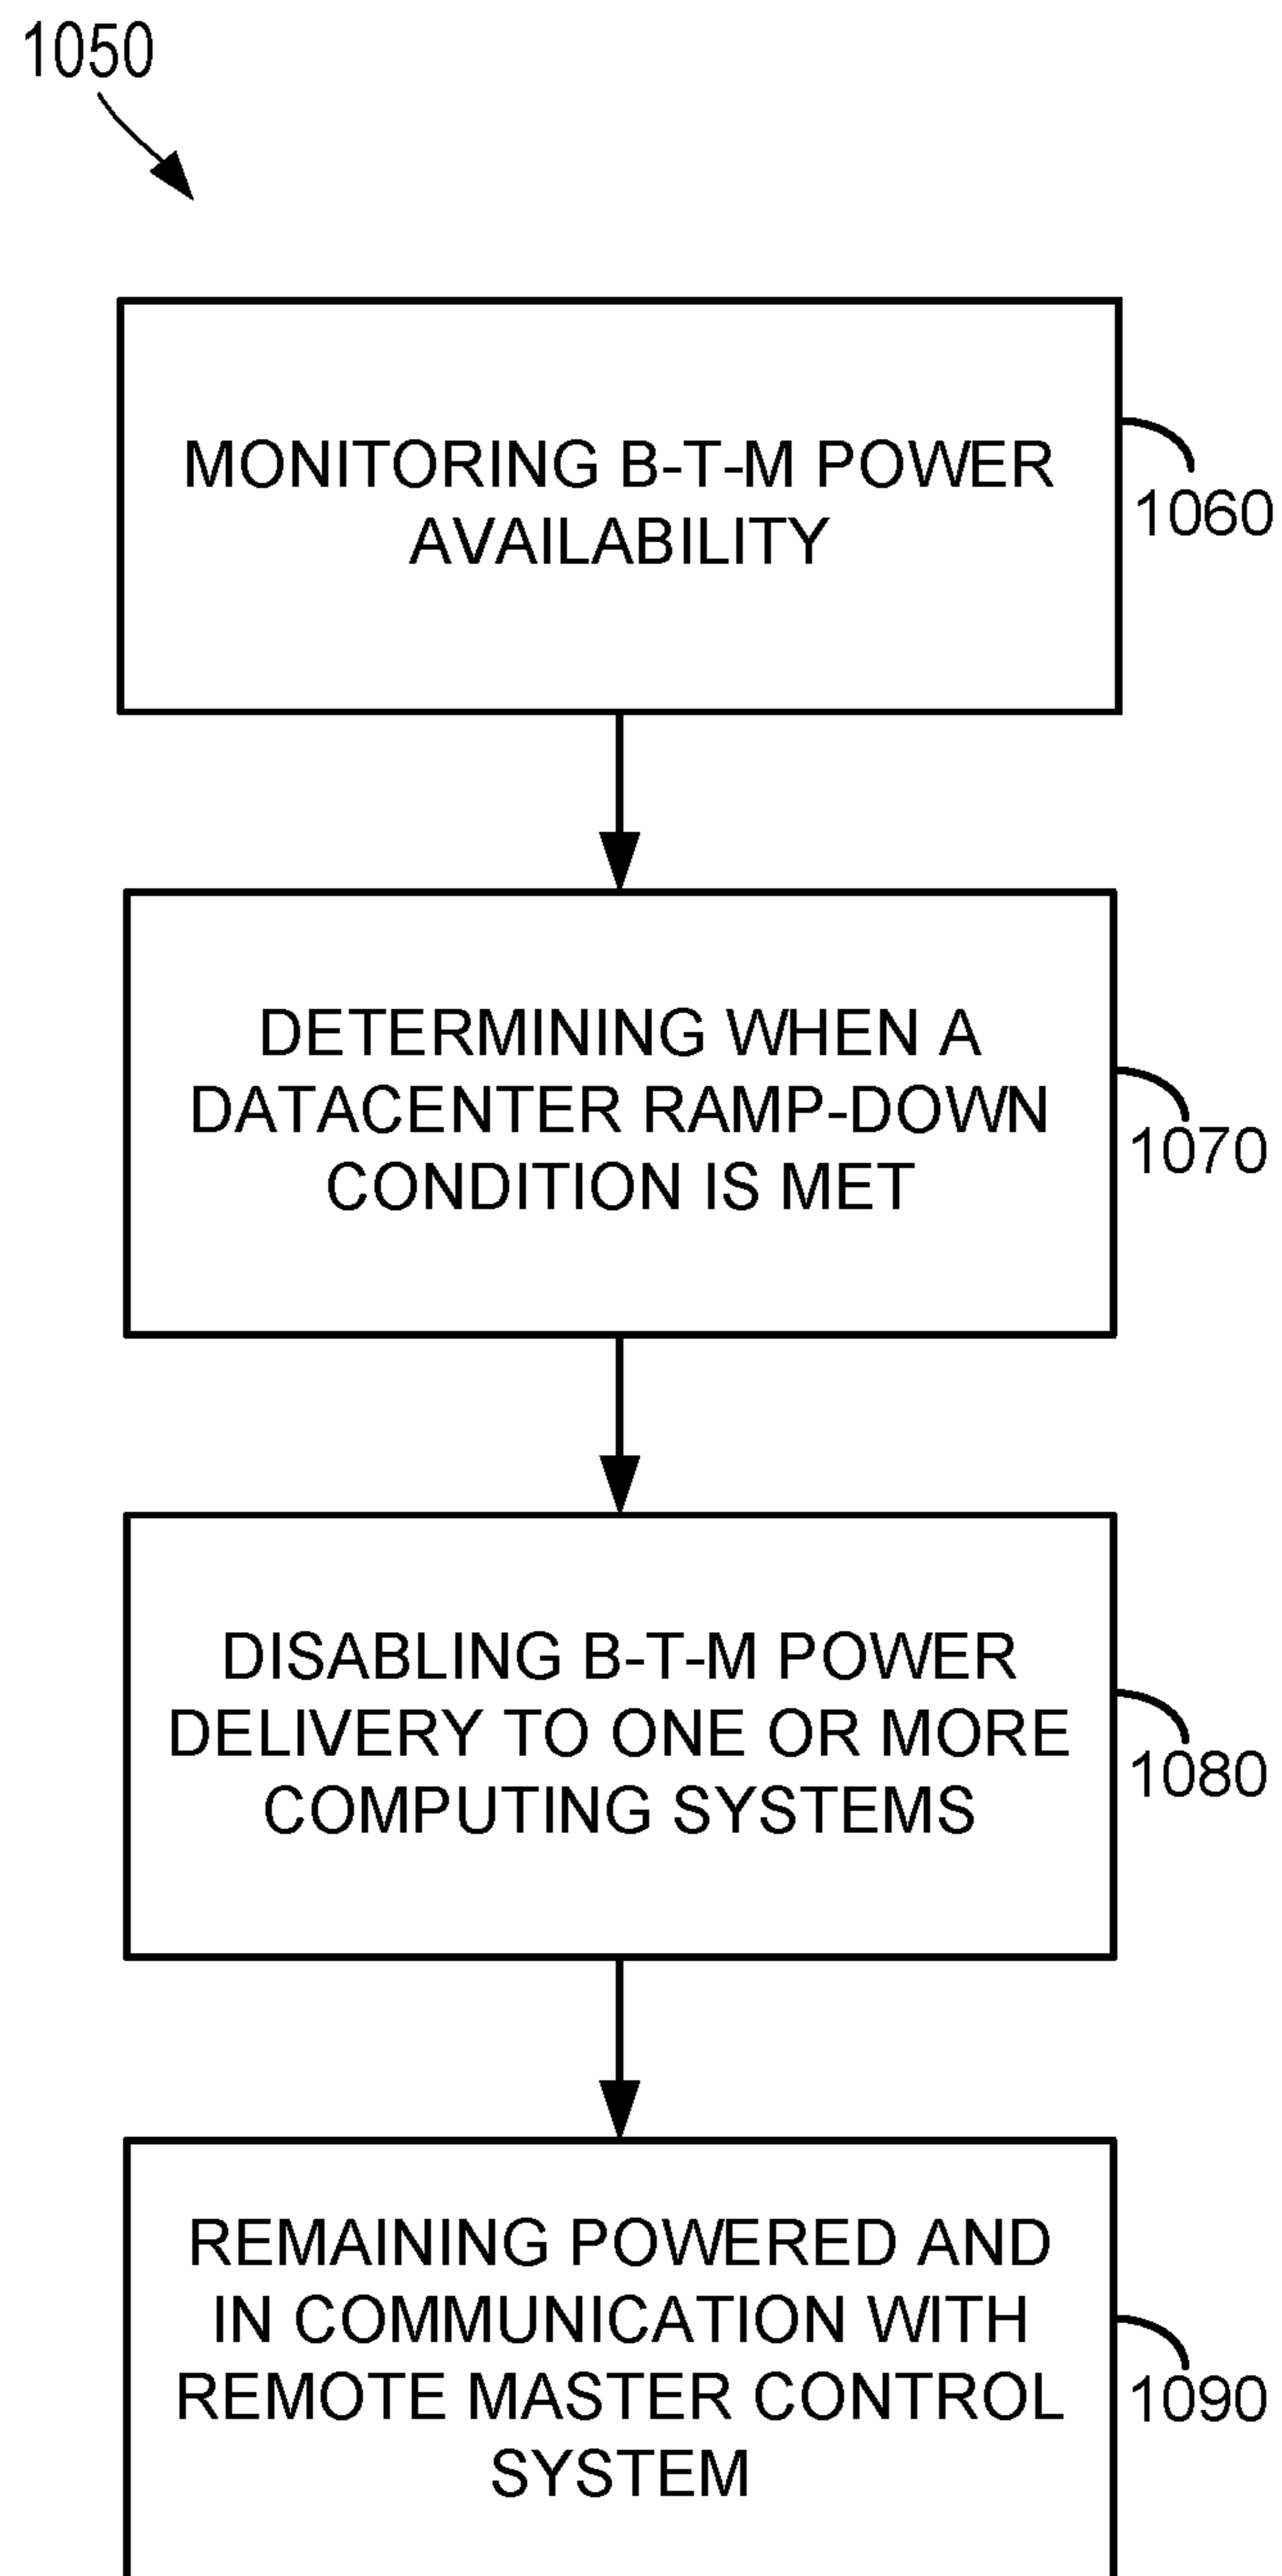 1050
MONITORING B-T-M POWER
AVAILABILITY
1060
DETERMINING WHEN A
DATACENTER RAMP-DOWN
CONDITION IS MET
1070
DISABLING B-T-M POWER
DELIVERY TO ONE OR MORE
COMPUTING SYSTEMS
1080
REMAINING POWERED AND
IN COMMUNICATION WITH
REMOTE MASTER CONTROL
SYSTEM
1090